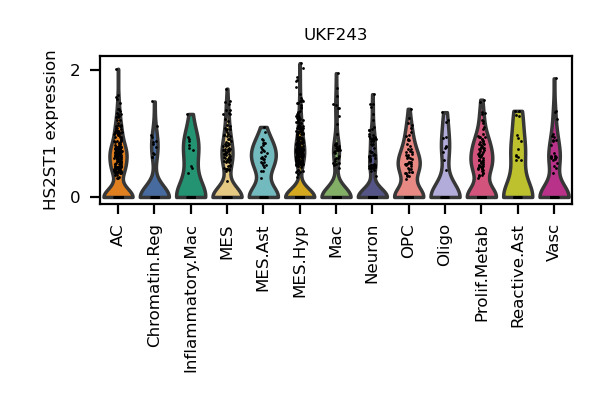 UKF243
HS2ST1 expression
2
0
AC
Chromatin.Reg
Inflammatory.Mac
MES
MES.Ast
MES.Hyp
Mac
Neuron
OPC
Oligo
Prolif.Metab
Reactive.Ast
Vasc